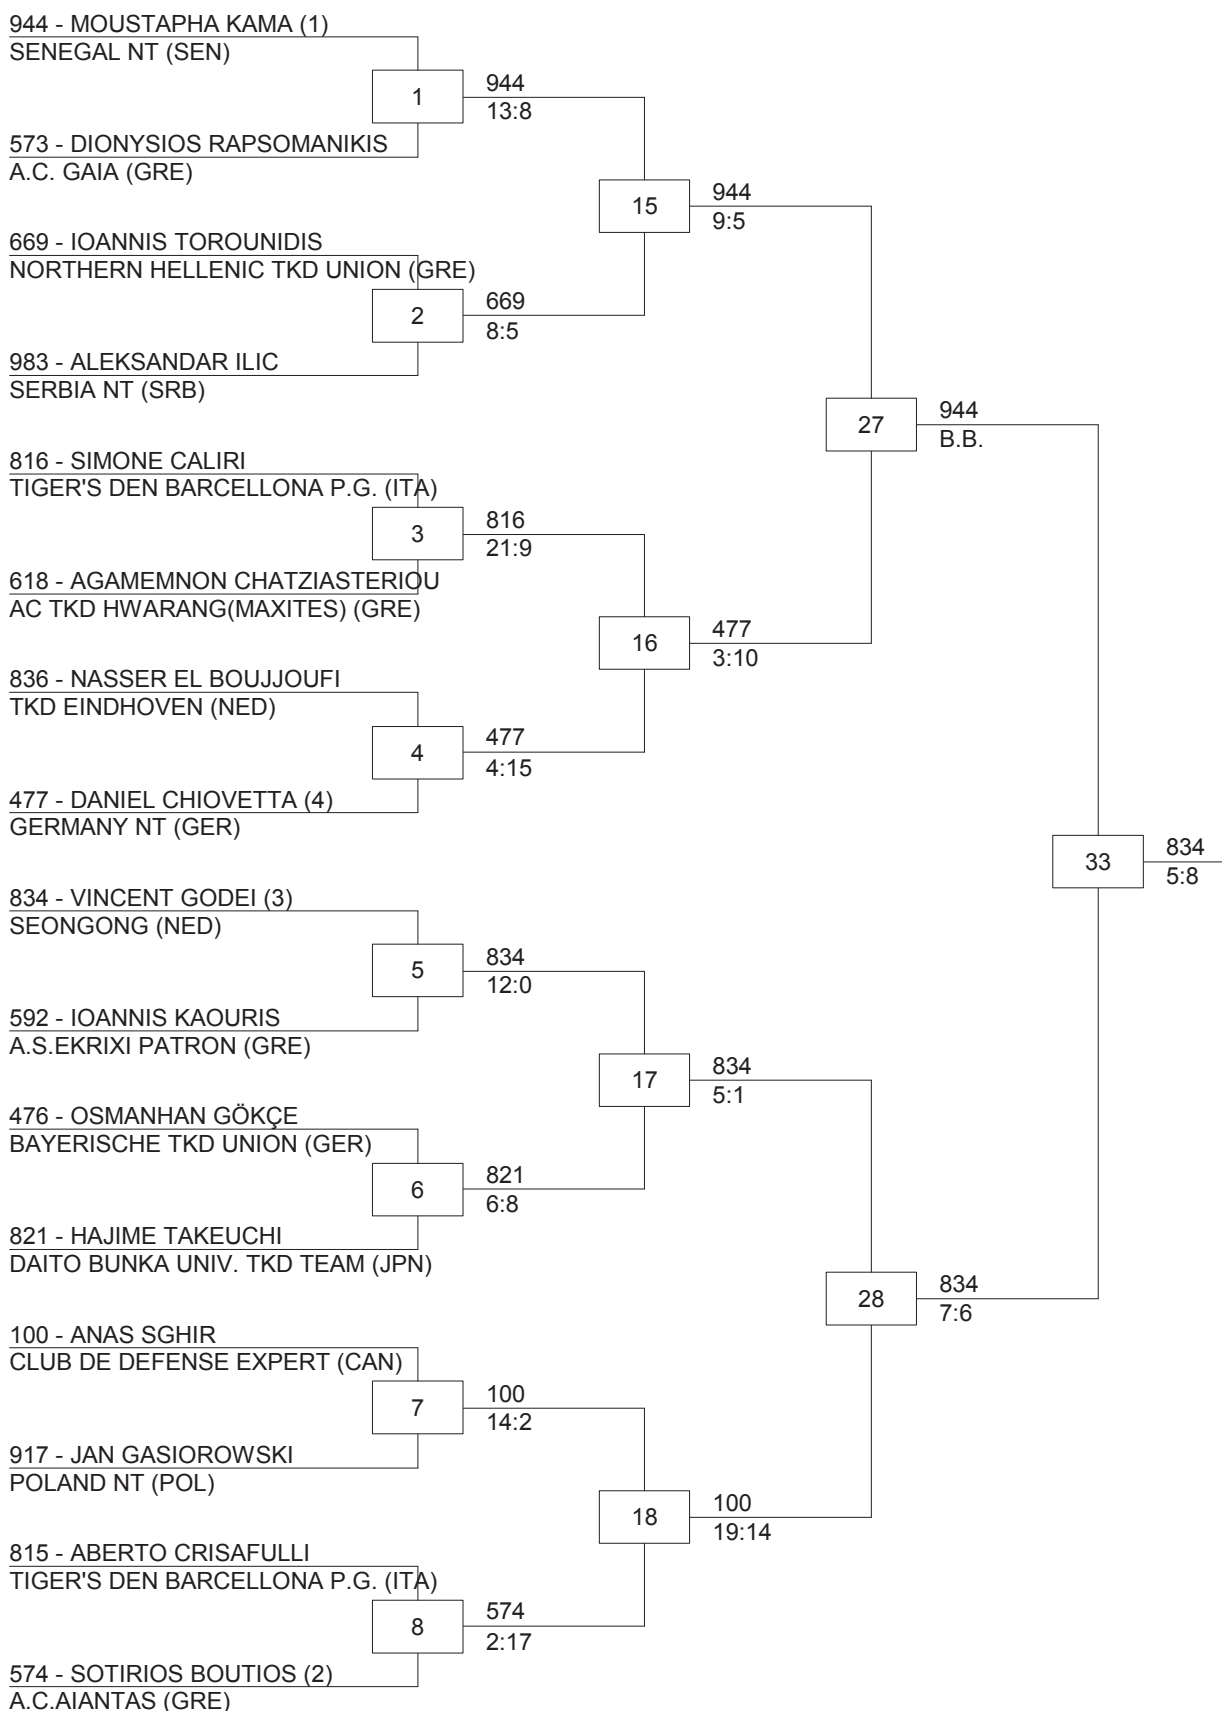 944 - MOUSTAPHA KAMA (1)
SENEGAL NT (SEN)
1
944
13:8
573 - DIONYSIOS RAPSOMANIKIS
A.C. GAIA (GRE)
15
944
9:5
669 - IOANNIS TOROUNIDIS
NORTHERN HELLENIC TKD UNION (GRE)
2
669
8:5
983 - ALEKSANDAR ILIC
SERBIA NT (SRB)
27
944
B.B.
816 - SIMONE CALIRI
TIGER'S DEN BARCELLONA P.G. (ITA)
3
816
21:9
618 - AGAMEMNON CHATZIASTERIOU
AC TKD HWARANG(MAXITES) (GRE)
16
477
3:10
836 - NASSER EL BOUJJOUFI
TKD EINDHOVEN (NED)
4
477
4:15
477 - DANIEL CHIOVETTA (4)
GERMANY NT (GER)
33
834
5:8
834 - VINCENT GODEI (3)
SEONGONG (NED)
5
834
12:0
592 - IOANNIS KAOURIS
A.S.EKRIXI PATRON (GRE)
17
834
5:1
476 - OSMANHAN GÖKÇE
BAYERISCHE TKD UNION (GER)
6
821
6:8
821 - HAJIME TAKEUCHI
DAITO BUNKA UNIV. TKD TEAM (JPN)
28
834
7:6
100 - ANAS SGHIR
CLUB DE DEFENSE EXPERT (CAN)
7
100
14:2
917 - JAN GASIOROWSKI
POLAND NT (POL)
18
100
19:14
815 - ABERTO CRISAFULLI
TIGER'S DEN BARCELLONA P.G. (ITA)
8
574
2:17
574 - SOTIRIOS BOUTIOS (2)
A.C.AIANTAS (GRE)